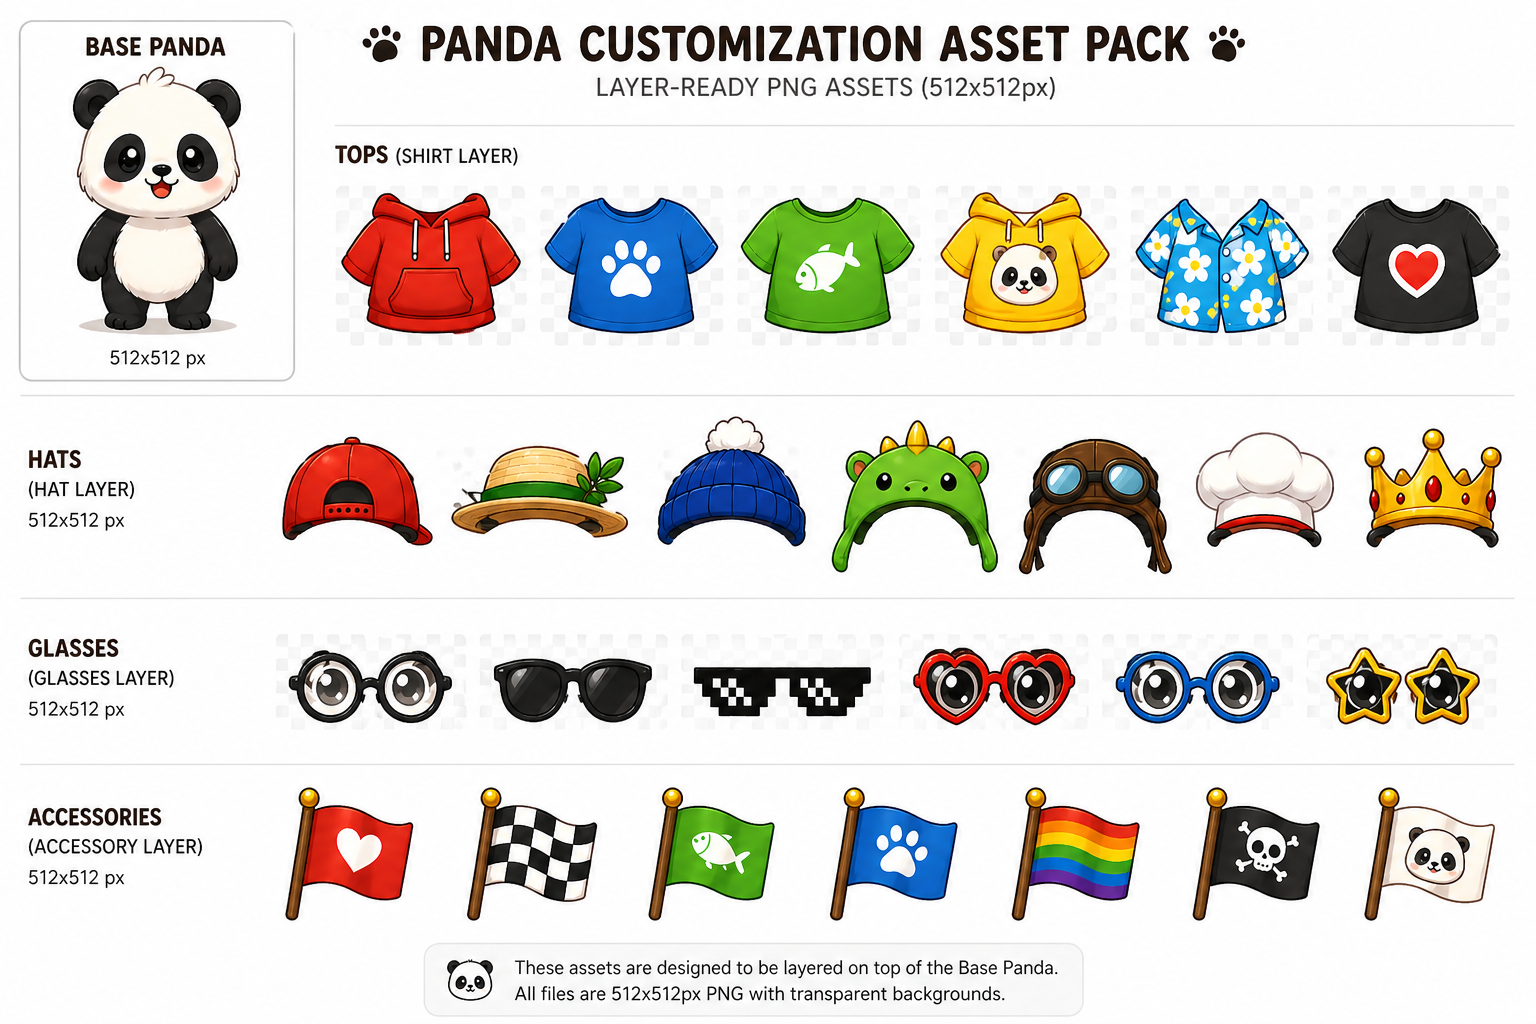 BASE PANDA
512x512 px
PANDA CUSTOMIZATION ASSET PACK
LAYER-READY PNG ASSETS (512x512px)
TOPS (SHIRT LAYER)
HATS
(HAT LAYER)
512x512 px
GLASSES
(GLASSES LAYER)
512x512 px
ACCESSORIES
(ACCESSORY LAYER)
512x512 px
These assets are designed to be layered on top of the Base Panda.
All files are 512x512px PNG with transparent backgrounds.